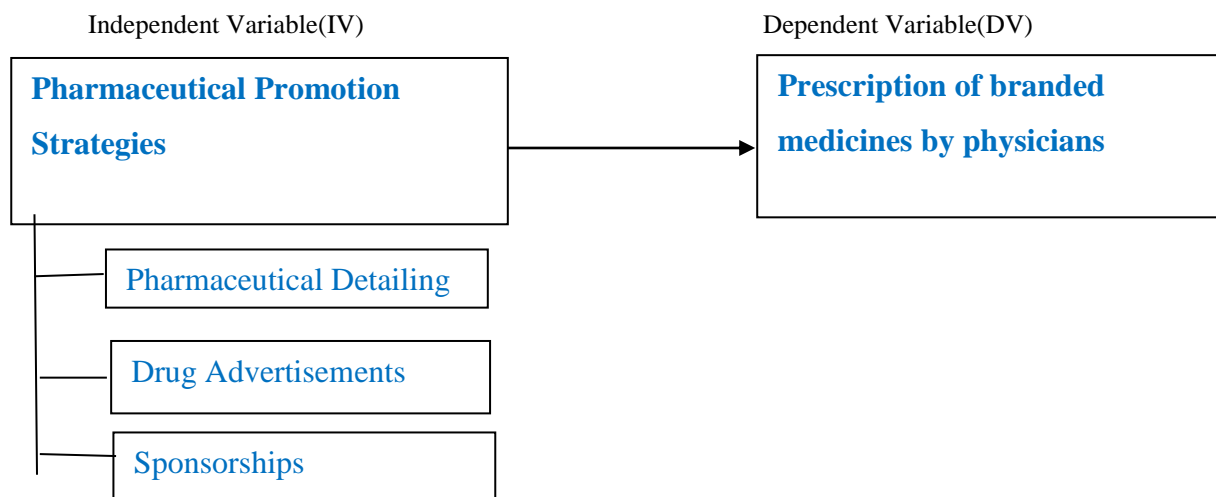 Independent Variable(IV)
Dependent Variable(DV)
Pharmaceutical Promotion
Strategies
Prescription of branded
medicines by physicians
Pharmaceutical Detailing
Drug Advertisements
Sponsorships